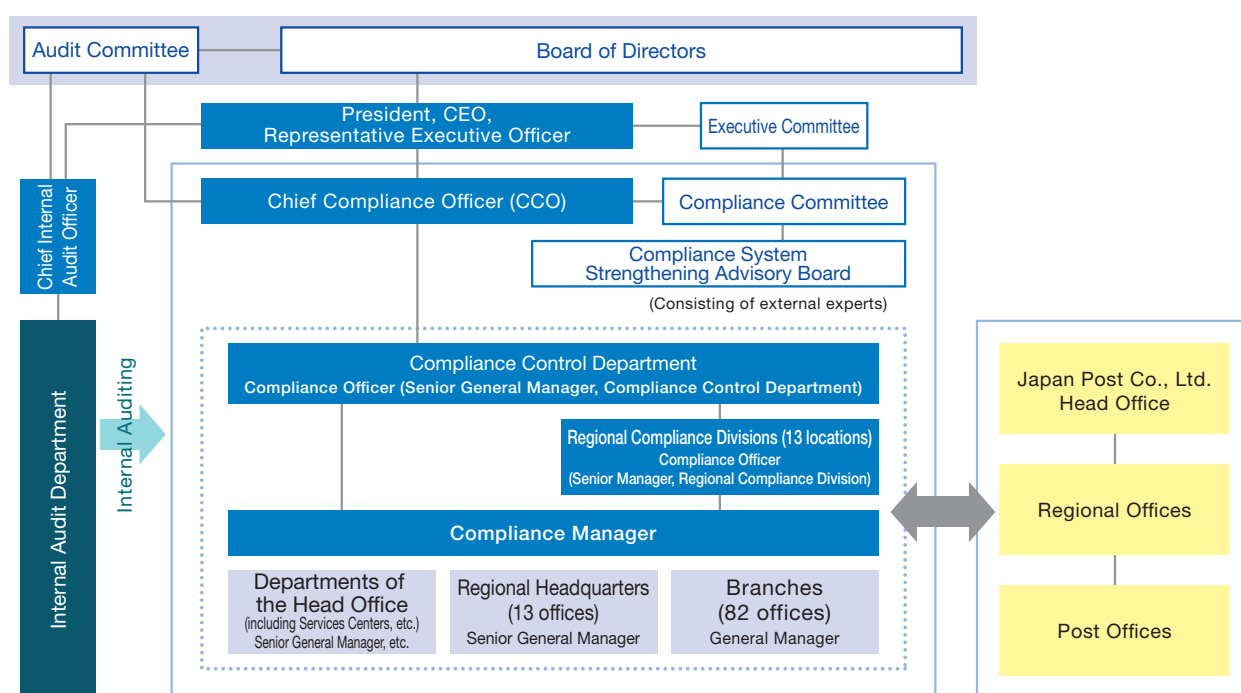 Audit Committee
Board of Directors
President, CEO,
Representative Executive Officer
Executive Committee
Chief Internal
Audit Officer
Chief Compliance Officer (CCO)
Compliance Committee
Compliance System
Strengthening Advisory Board
(Consisting of external experts)
Internal Audit Department
Internal Auditing
Compliance Control Department
Compliance Officer (Senior General Manager, Compliance Control Department)
Regional Compliance Divisions (13 locations)
Compliance Officer
(Senior Manager, Regional Compliance Division)
Compliance Manager
Departments of
the Head Office
(including Services Centers, etc.)
Senior General Manager, etc.
Regional Headquarters
(13 offices)
Senior General Manager
Branches
(82 offices)
General Manager
Japan Post Co., Ltd.
Head Office
Regional Offices
Post Offices